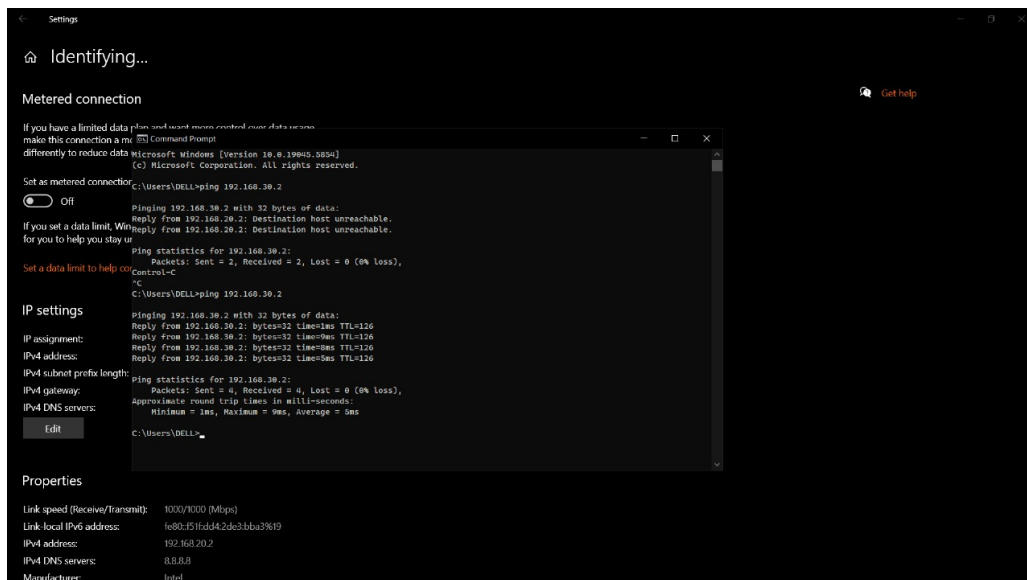 Settings
Identifying...
Metered connection
Get help
If you have a limited data plan and want more control over data usage,
make this connection a m
differently to reduce data
Set as metered connection
Off
If you set a data limit, Win
for you to help you stay u
Set a data limit to help co
Command Prompt
Microsoft Windows [Version 10.0.19045.5854]
(c) Microsoft Corporation. All rights reserved.
C:\Users\DELL>ping 192.168.30.2
Pinging 192.168.30.2 with 32 bytes of data:
Reply from 192.168.20.2: Destination host unreachable.
Reply from 192.168.20.2: Destination host unreachable.
Ping statistics for 192.168.30.2:
Packets: Sent = 2, Received = 2, Lost = 0 (0% loss),
Control-C
^C
C:\Users\DELL>ping 192.168.30.2
Pinging 192.168.30.2 with 32 bytes of data:
Reply from 192.168.30.2: bytes=32 time=1ms TTL=126
Reply from 192.168.30.2: bytes=32 time=9ms TTL=126
Reply from 192.168.30.2: bytes=32 time=8ms TTL=126
Reply from 192.168.30.2: bytes=32 time=5ms TTL=126
Ping statistics for 192.168.30.2:
Packets: Sent = 4, Received = 4, Lost = 0 (0% loss),
Approximate round trip times in milli-seconds:
Minimum = 1ms, Maximum = 9ms, Average = 5ms
C:\Users\DELL>
IP settings
IP assignment:
IPv4 address:
IPv4 subnet prefix length:
IPv4 gateway:
IPv4 DNS servers:
Edit
Properties
Link speed (Receive/Transmit): 1000/1000 (Mbps)
Link-local IPv6 address: fe80::f51f:dd42:2de3:bba3%19
IPv4 address: 192.168.20.2
IPv4 DNS servers: 8.8.8.8
Manufacturer: Intel